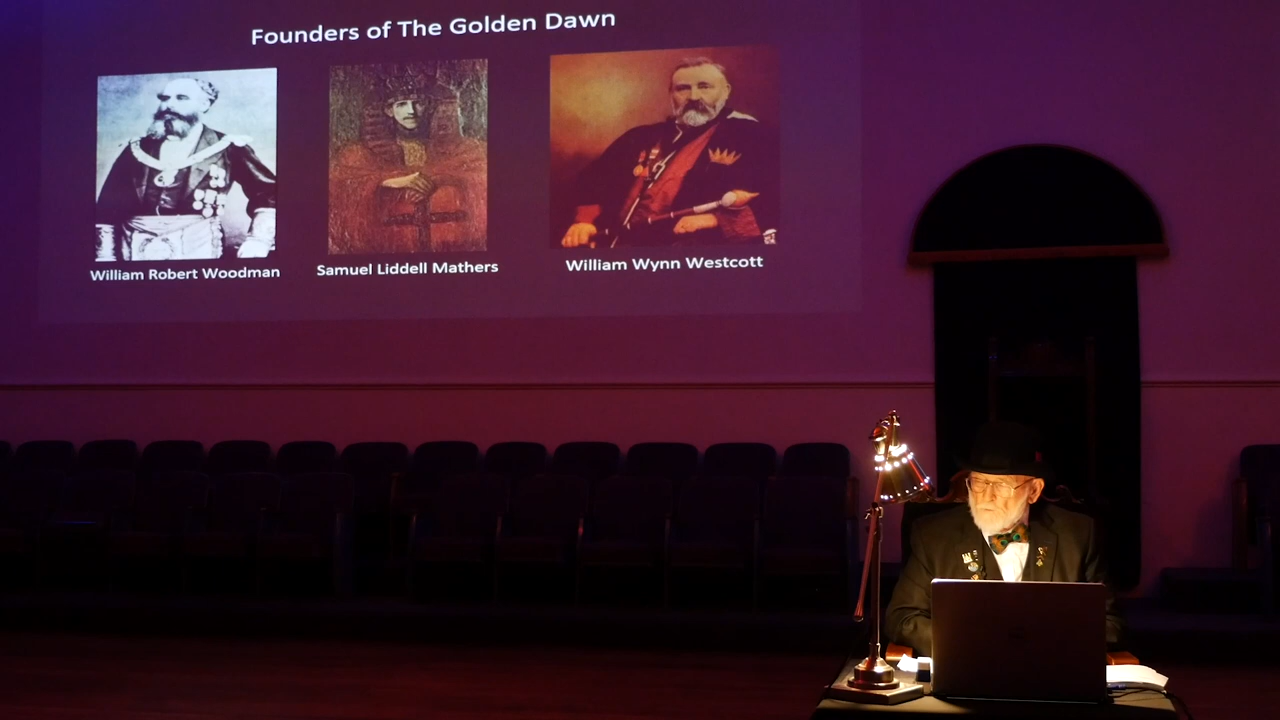 Founders of The Golden Dawn
William Robert Woodman
Samuel Liddell Mathers
William Wynn Westcott